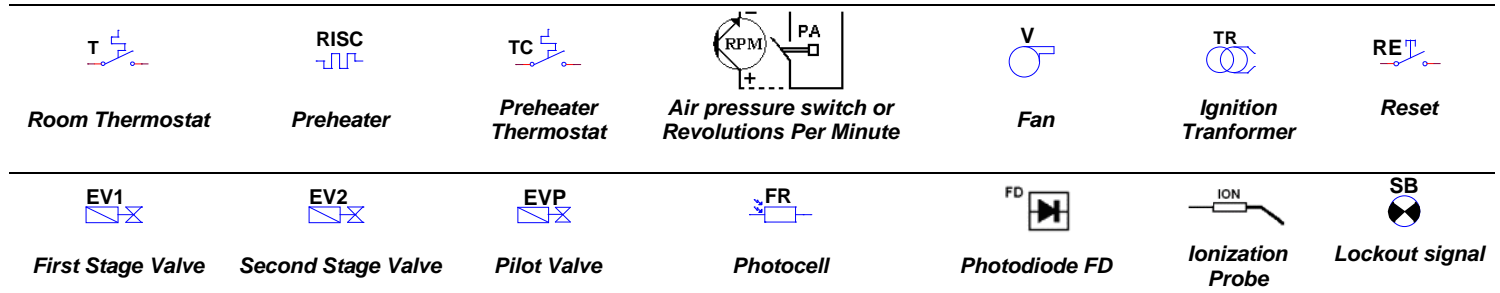 T
RISC
TC
RPM
PA
V
TR
RE
Room Thermostat
Preheater
Preheater
Thermostat
Air pressure switch or
Revolutions Per Minute
Fan
Ignition
Tranformer
Reset
EV1
EV2
EVP
FR
FD
ION
SB
First Stage Valve
Second Stage Valve
Pilot Valve
Photocell
Photodiode FD
Ionization
Probe
Lockout signal